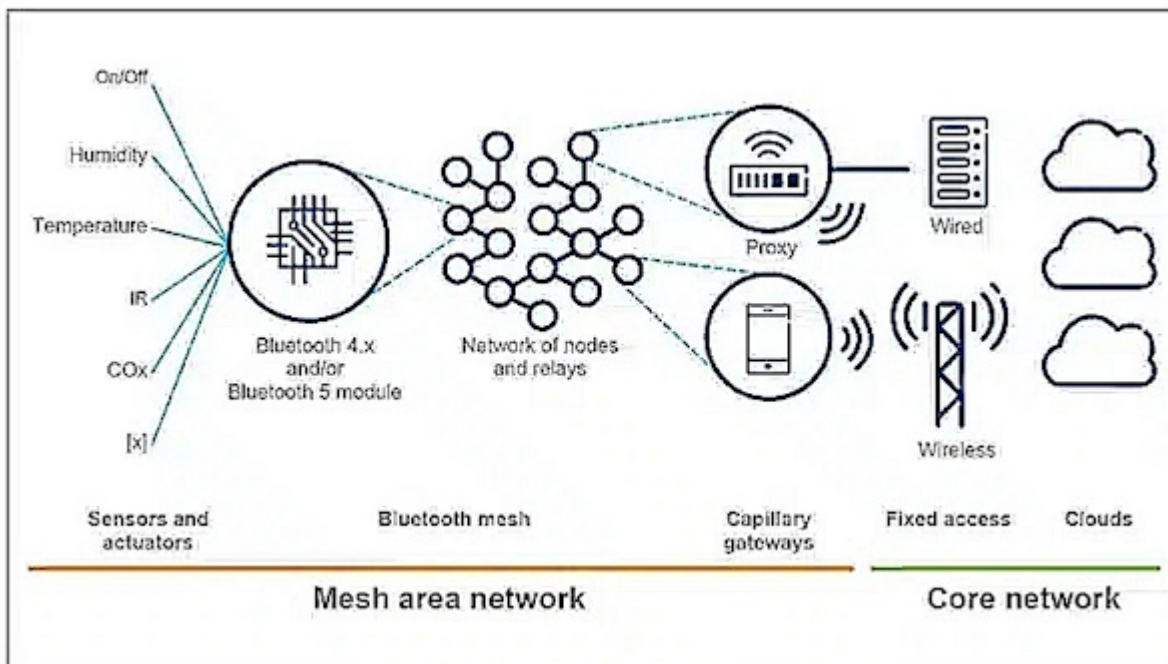 On/Off
Humidity
Temperature
IR
COx
[x]
Bluetooth 4.x
and/or
Bluetooth 5 module
Network of nodes
and relays
Proxy
Wired
Wireless
Sensors and
actuators
Bluetooth mesh
Capillary
gateways
Fixed access
Clouds
Mesh area network
Core network